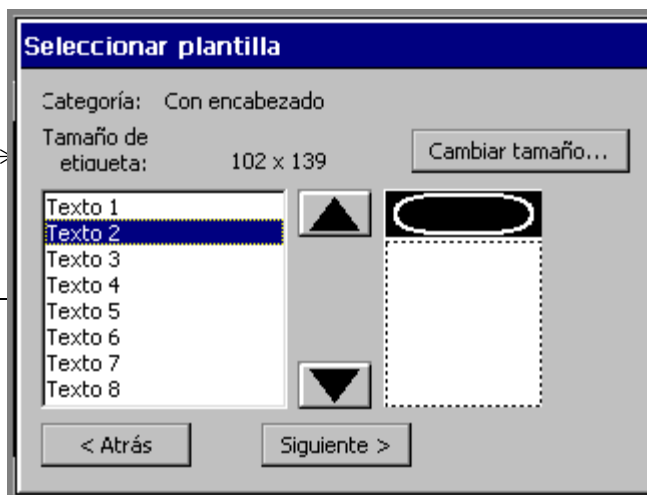 Seleccionar plantilla
Categoría: Con encabezado
Tamaño de
etiqueta: 102 x 139
Cambiar tamaño...
Texto 1
Texto 2
Texto 3
Texto 4
Texto 5
Texto 6
Texto 7
Texto 8
< Atrás
Siguiente >